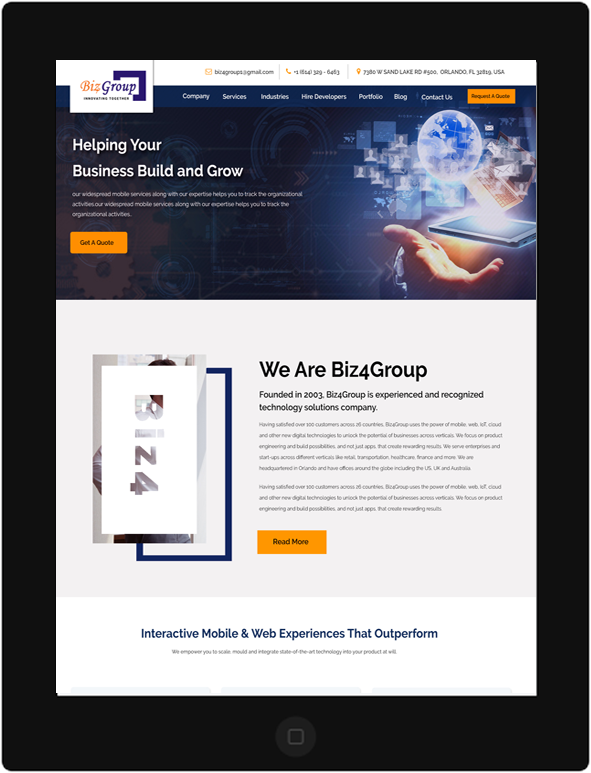 biz4groups@gmail.com +1 (614) 329 - 6463 7380 W SAND LAKE RD #500, ORLANDO, FL 32819, USA
BizGroup
INNOVATING TOGETHER
Company Services Industries Hire Developers Portfolio Blog Contact Us Request A Quote
Helping Your
Business Build and Grow
our widespread mobile services along with our expertise helps you to track the organizational
activities.our widespread mobile services along with our expertise helps you to track the
organizational activities.
Get A Quote
Biz4
We Are Biz4Group
Founded in 2003, Biz4Group is experienced and recognized
technology solutions company.
Having satisfied over 100 customers across 26 countries, Biz4Group uses the power of mobile, web, IoT, cloud
and other new digital technologies to unlock the potential of businesses across verticals. We focus on product
engineering and build possibilities, and not just apps, that create rewarding results. We serve enterprises and
start-ups across different verticals like retail, transportation, healthcare, finance and more. We are
headquartered in Orlando and have offices around the globe including the US, UK and Australia.
Having satisfied over 100 customers across 26 countries, Biz4Group uses the power of mobile, web, IoT, cloud
and other new digital technologies to unlock the potential of businesses across verticals. We focus on product
engineering and build possibilities, and not just apps, that create rewarding results.
Read More
Interactive Mobile & Web Experiences That Outperform
We empower you to scale, mould and integrate state-of-the-art technology into your product at will.